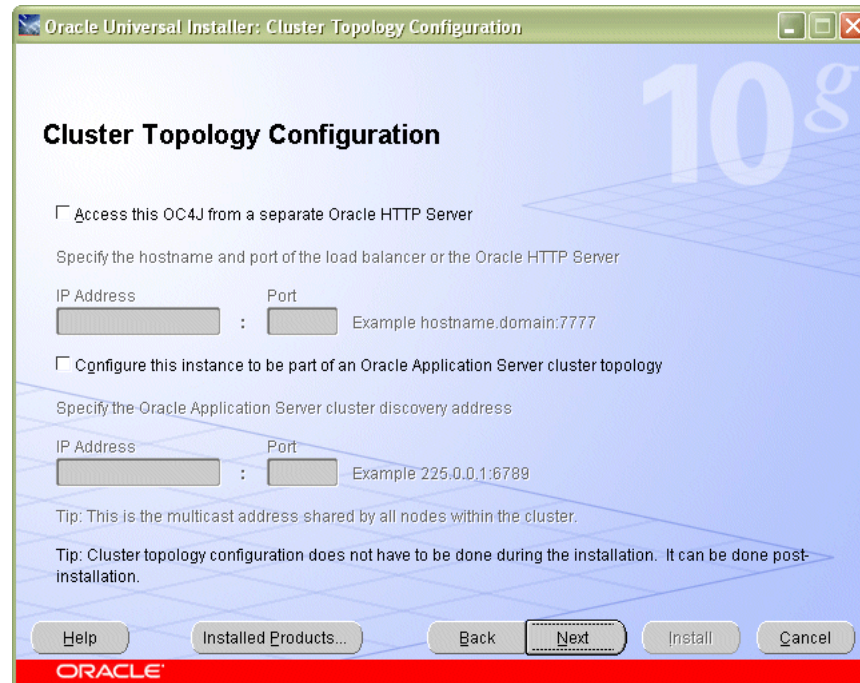 Oracle Universal Installer: Cluster Topology Configuration
10g
Cluster Topology Configuration
Access this OC4J from a separate Oracle HTTP Server
Specify the hostname and port of the load balancer or the Oracle HTTP Server
IP Address Port
: Example hostname.domain:7777
Configure this instance to be part of an Oracle Application Server cluster topology
Specify the Oracle Application Server cluster discovery address
IP Address Port
: Example 225.0.0.1:6789
Tip: This is the multicast address shared by all nodes within the cluster.
Tip: Cluster topology configuration does not have to be done during the installation. It can be done post-
installation.
Help Installed Products... Back Next Install Cancel
ORACLE